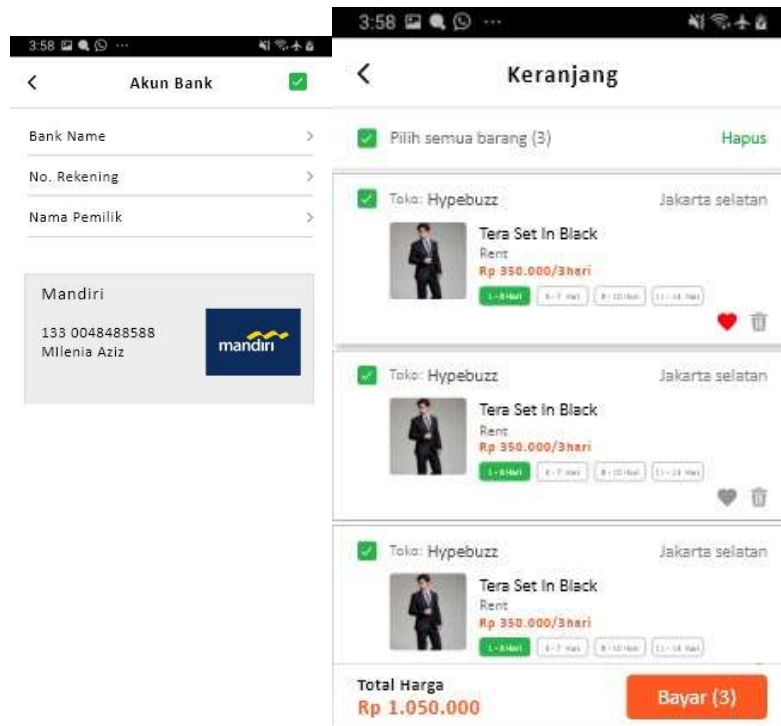 3:58
Akun Bank
Bank Name
No. Rekening
Nama Pemilik
Mandiri
133 0048488588
MIlenia Aziz
mandiri
3:58
Keranjang
Pilih semua barang (3)
Hapus
Toko: Hypebuzz
Jakarta selatan
Tera Set In Black
Rent
Rp 350.000/3hari
Toko: Hypebuzz
Jakarta selatan
Tera Set In Black
Rent
Rp 350.000/3hari
Toko: Hypebuzz
Jakarta selatan
Tera Set In Black
Rent
Rp 350.000/3hari
Total Harga
Rp 1.050.000
Bayar (3)